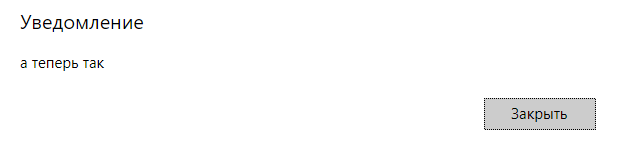 Уведомление
а теперь так
Закрыть